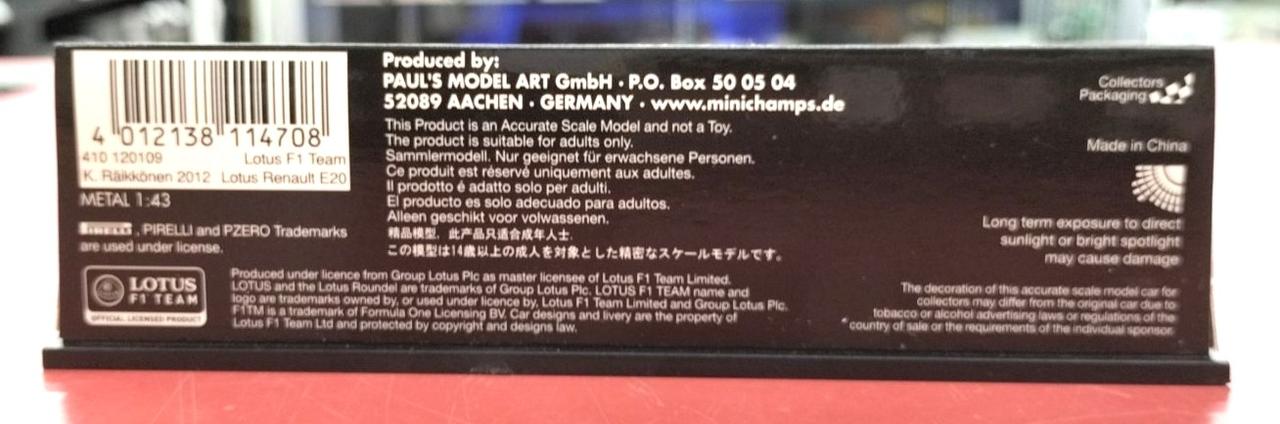 4 012138 114708
410 120109 Lotus F1 Team
K. Räikkönen 2012 Lotus Renault E20
METAL 1:43
PIRELLI, PIRELLI and PZERO Trademarks
are used under license.
LOTUS
F1 TEAM
OFFICIAL LICENSED PRODUCT
Produced by:
PAUL'S MODEL ART GmbH · P.O. Box 50 05 04
52089 AACHEN · GERMANY · www.minichamps.de
This Product is an Accurate Scale Model and not a Toy.
The product is suitable for adults only.
Sammlermodell. Nur geeignet für erwachsene Personen.
Ce produit est réservé uniquement aux adultes.
Il prodotto é adatto solo per adulti.
El producto es solo adecuado para adultos.
Alleen geschikt voor volwassenen.
精品模型，此产品只适合成年人士.
この模型は14歳以上の成人を対象とした精密なスケールモデルです。
Produced under licence from Group Lotus Plc as master licensee of Lotus F1 Team Limited.
LOTUS and the Lotus Roundel are trademarks of Group Lotus Plc. LOTUS F1 TEAM name and
logo are trademarks owned by, or used under licence by, Lotus F1 Team Limited and Group Lotus Plc.
F1TM is a trademark of Formula One Licensing BV. Car designs and livery are the property of
Lotus F1 Team Ltd and protected by copyright and designs law.
Collectors
Packaging
Made in China
Long term exposure to direct
sunlight or bright spotlight
may cause damage
The decoration of this accurate scale model car for
collectors may differ from the original car due to
tobacco or alcohol advertising laws or regulations of the
country of sale or the requirements of the individual sponsor.